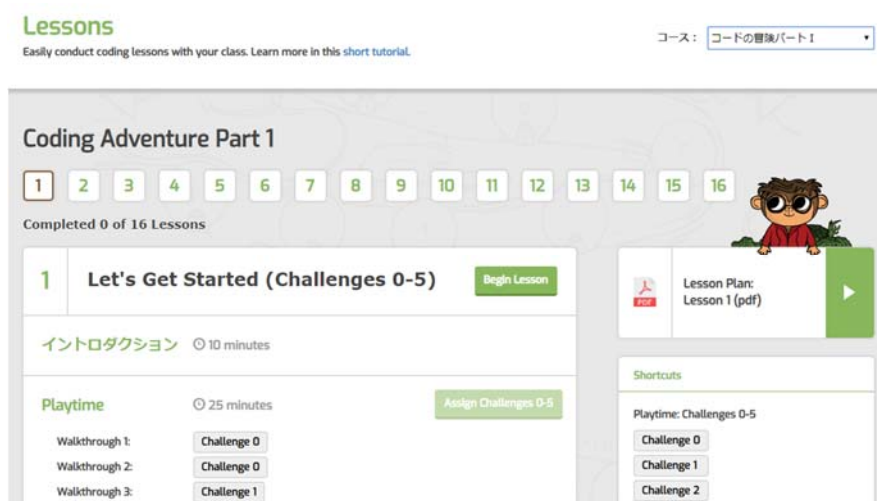 Lessons
Easily conduct coding lessons with your class. Learn more in this short tutorial.
コース： コードの冒険パート I
Coding Adventure Part 1
1 2 3 4 5 6 7 8 9 10 11 12 13 14 15 16
Completed 0 of 16 Lessons
1 Let's Get Started (Challenges 0-5) Begin Lesson
イントロダクション 10 minutes
Playtime 25 minutes Assign Challenges 0-5
Walkthrough 1: Challenge 0
Walkthrough 2: Challenge 0
Walkthrough 3: Challenge 1
PDF
Lesson Plan:
Lesson 1 (pdf)
Shortcuts
Playtime: Challenges 0-5
Challenge 0
Challenge 1
Challenge 2